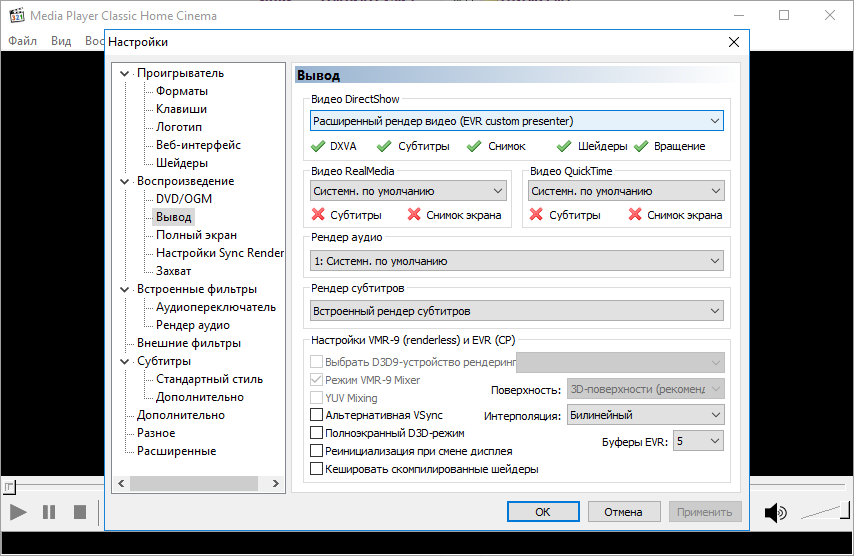 321
Media Player Classic Home Cinema
Файл Вид Вос
Настройки
Проигрыватель
Форматы
Клавиши
Логотип
Веб-интерфейс
Шейдеры
Воспроизведение
DVD/OGM
Вывод
Полный экран
Настройки Sync Render
Захват
Встроенные фильтры
Аудиопереключатель
Рендер аудио
Внешние фильтры
Субтитры
Стандартный стиль
Дополнительно
Дополнительно
Разное
Расширенные
Вывод
Видео DirectShow
Расширенный рендер видео (EVR custom presenter)
DXVA Субтитры Снимок Шейдеры Вращение
Видео RealMedia
Системн. по умолчанию
Субтитры Снимок экрана
Видео QuickTime
Системн. по умолчанию
Субтитры Снимок экрана
Рендер аудио
1: Системн. по умолчанию
Рендер субтитров
Встроенный рендер субтитров
Настройки VMR-9 (renderless) и EVR (CP)
Выбрать D3D9-устройство рендеринг
Режим VMR-9 Mixer
YUV Mixing
Альтернативная VSync
Полноэкранный D3D-режим
Реинициализация при смене дисплея
Кешировать скомпилированные шейдеры
Поверхность: 3D-поверхности (рекоменд
Интерполяция: Билинейный
Буферы EVR: 5
ОК Отмена Применить